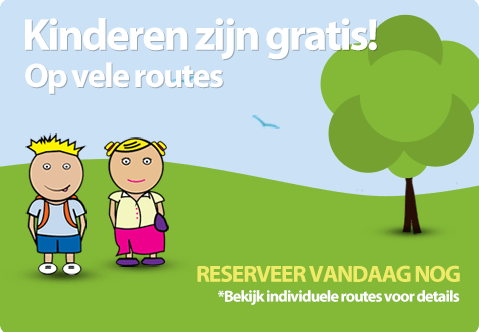 Kinderen zijn gratis!
Op vele routes
RESERVEER VANDAAG NOG
*Bekijk individuele routes voor details